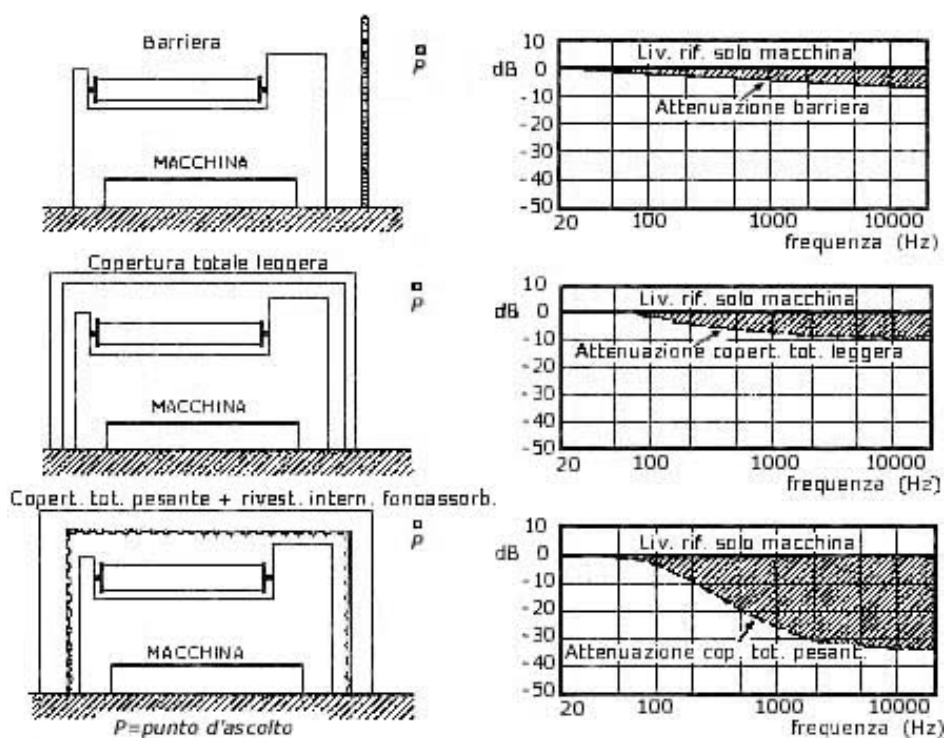 Barriera
P
MACCHINA
10
Liv. rif. solo macchina
dB
0
-10
Attenuazione barriera
-20
-30
-40
-50
20 100 1000 10000
frequenza (Hz)
Copertura totale leggera
P
MACCHINA
10
Liv. rif. solo macchina
dB
0
-10
Attenuazione copert. tot. leggera
-20
-30
-40
-50
20 100 1000 10000
frequenza (Hz)
Copert. tot. pesante + rivest. intern. fonoassorb.
P
MACCHINA
P=punto d'ascolto
10
Liv. rif. solo macchina
dB
0
-10
-20
-30
Attenuazione cop. tot. pesant.
-40
-50
20 100 1000 10000
frequenza (Hz)